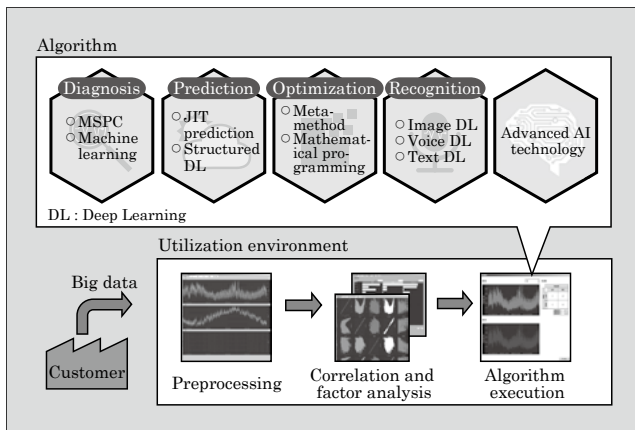 Algorithm
Diagnosis
○ MSPC
○ Machine
learning
Prediction
○ JIT
prediction
○ Structured
DL
Optimization
○ Meta-
method
○ Mathemat-
ical pro-
gramming
Recognition
○ Image DL
○ Voice DL
○ Text DL
Advanced AI
technology
DL : Deep Learning
Utilization environment
Big data
Customer
Preprocessing
Correlation and
factor analysis
Algorithm
execution